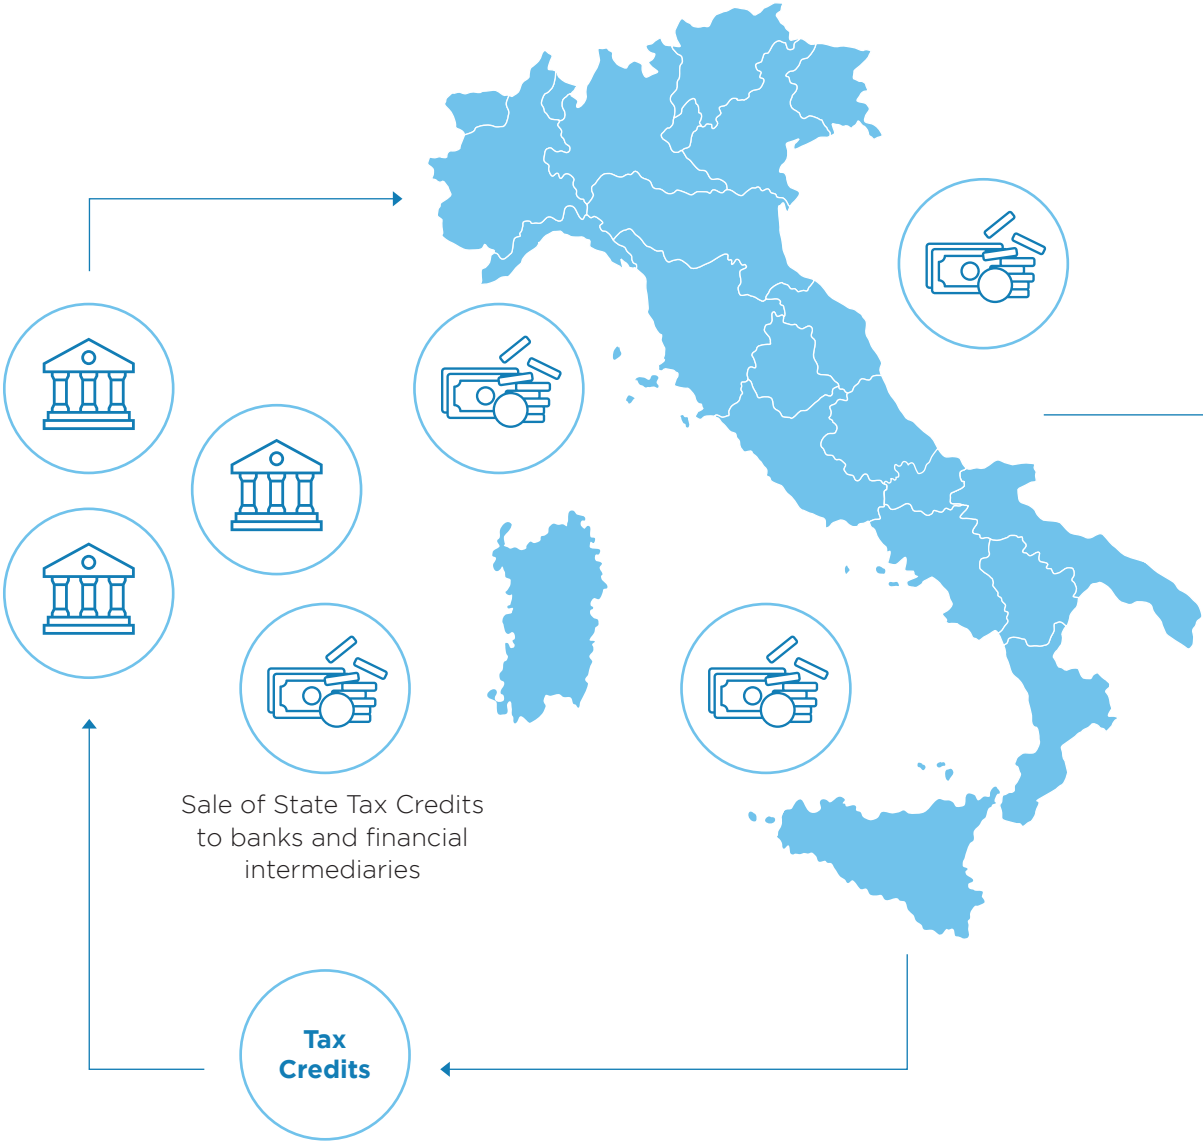 Sale of State Tax Credits
to banks and financial
intermediaries
Tax
Credits